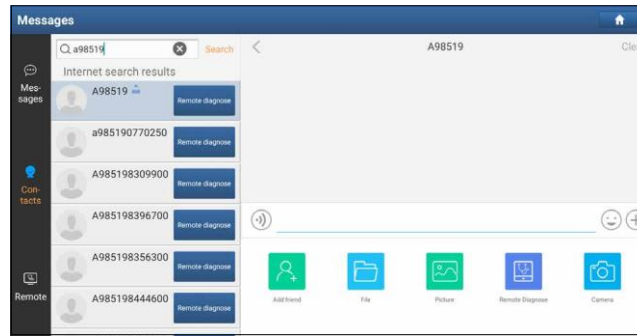 Messages
a98519
Search
A98519
Clea
Internet search results
Mes-
sages
A98519
Remote diagnose
a985190770250
Remote diagnose
Con-
tacts
A985198309900
Remote diagnose
A985198396700
Remote diagnose
A985198356300
Remote diagnose
Remote
A985198444600
Remote diagnose
Add friend
File
Picture
Remote Diagnose
Camera